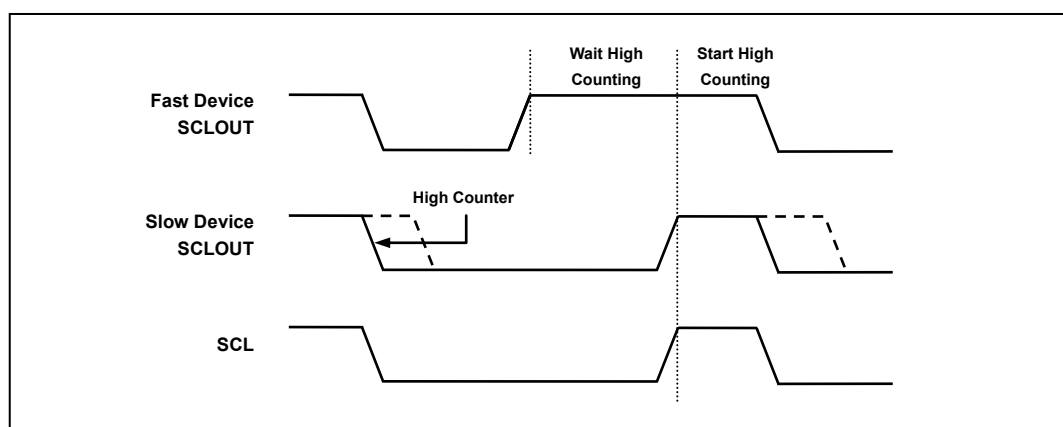 Wait High
Counting
Start High
Counting
Fast Device
SCLOUT
High Counter
Slow Device
SCLOUT
SCL